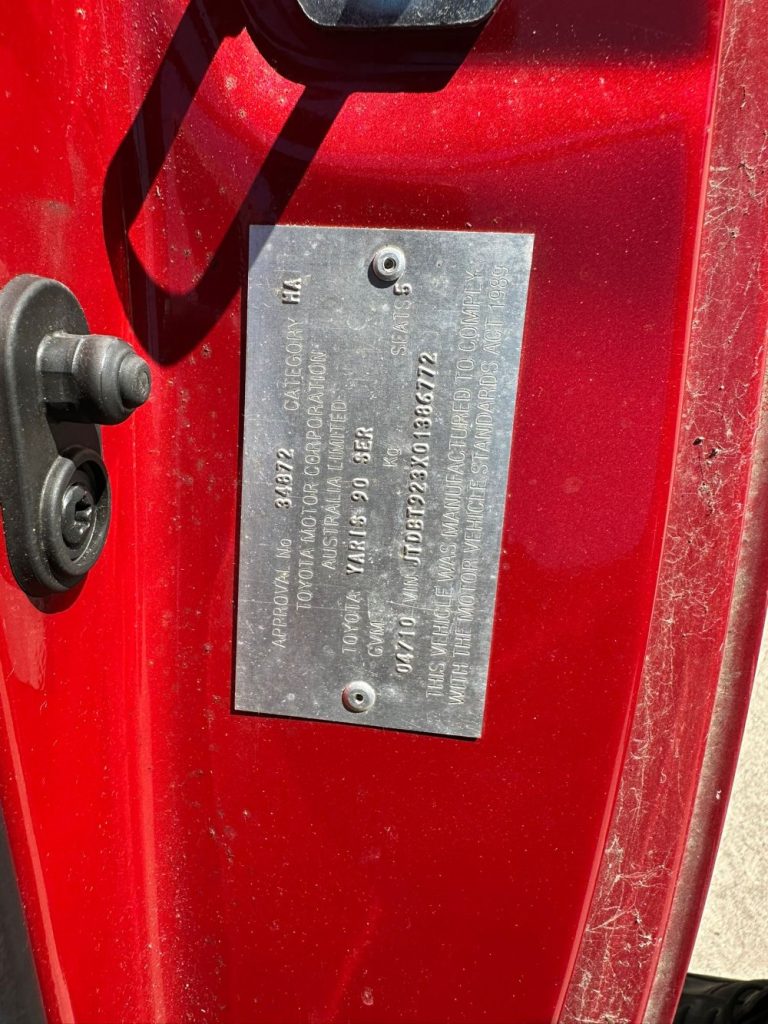 APPROVAL No 34872 CATEGORY MA
TOYOTA MOTOR CORPORATION
AUSTRALIA LIMITED
TOYOTA YARIS 90 SER
GVM Kg SEATS 5
04/10 VIN JTDBT923X01386772
THIS VEHICLE WAS MANUFACTURED TO COMPLY
WITH THE MOTOR VEHICLE STANDARDS ACT 1989